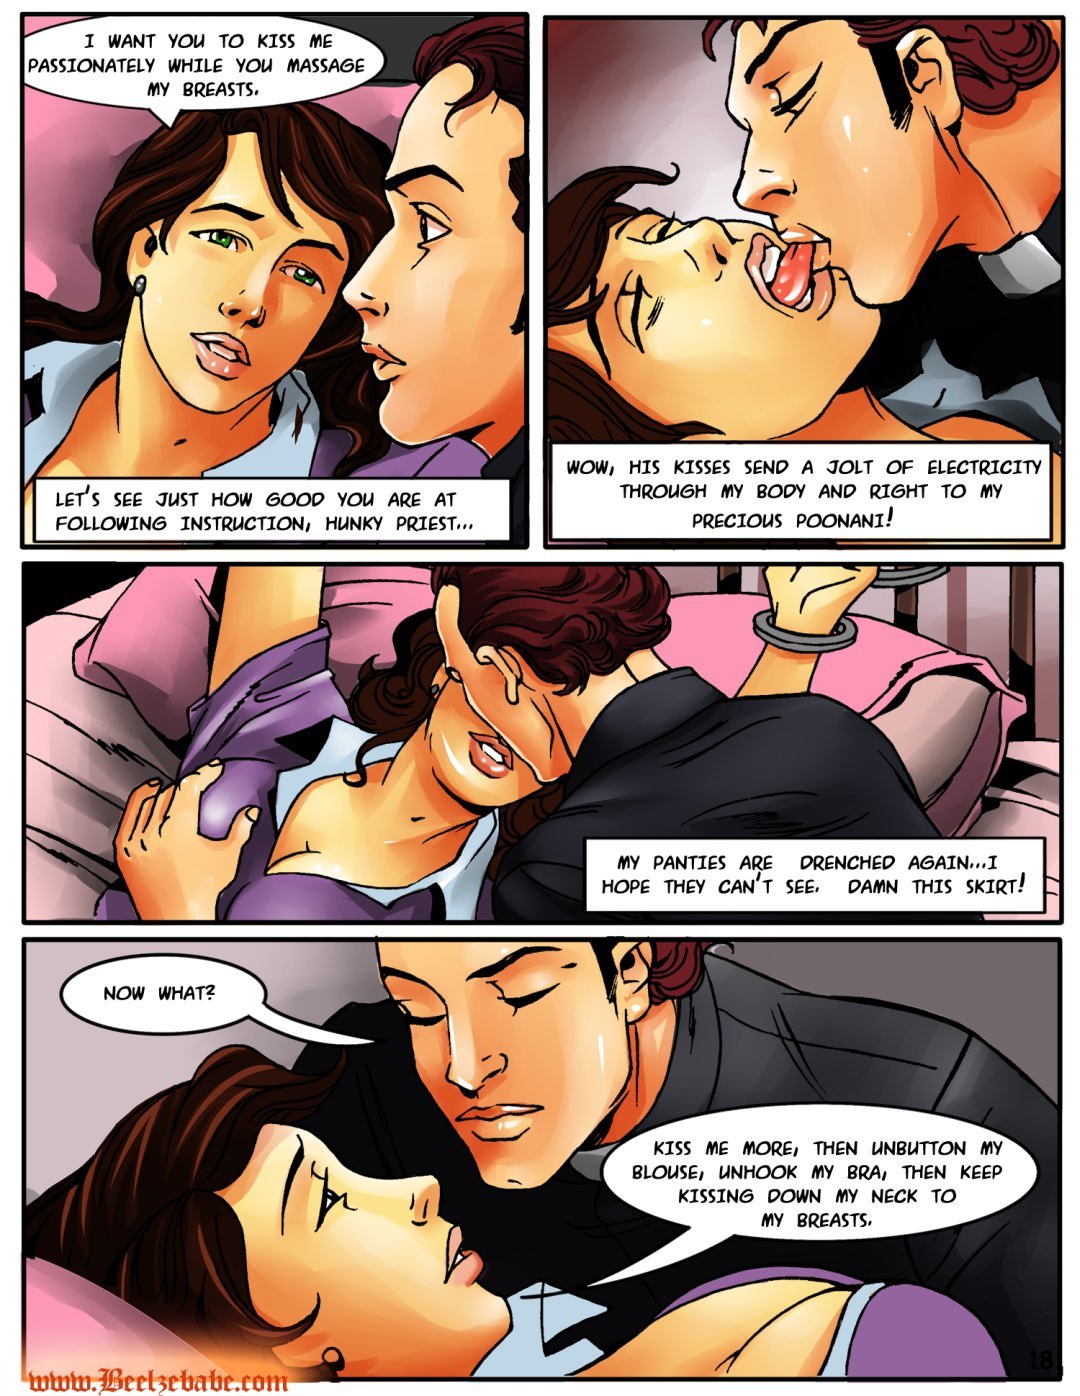 I WANT YOU TO KISS ME
PASSIONATELY WHILE YOU MASSAGE
MY BREASTS.
LET'S SEE JUST HOW GOOD YOU ARE AT
FOLLOWING INSTRUCTION, HUNKY PRIEST...
WOW, HIS KISSES SEND A JOLT OF ELECTRICITY
THROUGH MY BODY AND RIGHT TO MY
PRECIOUS POONANI!
MY PANTIES ARE DRENCHED AGAIN...I
HOPE THEY CAN'T SEE. DAMN THIS SKIRT!
NOW WHAT?
KISS ME MORE, THEN UNBUTTON MY
BLOUSE, UNHOOK MY BRA, THEN KEEP
KISSING DOWN MY NECK TO
MY BREASTS.
18
www.Beelzebabe.com